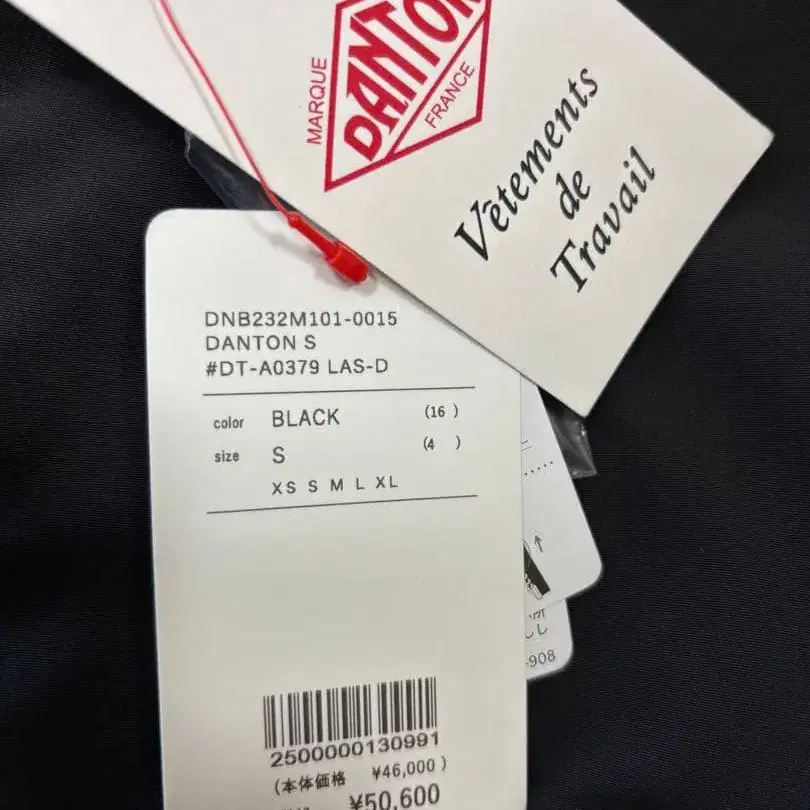 MARQUE
DANTON
FRANCE
Vêtements
de
Travail
DNB232M101-0015
DANTON S
#DT-A0379 LAS-D
color BLACK (16 )
size S (4 )
XS S M L XL
-908
2500000130991
(本体価格 ¥46,000 )
¥50,600